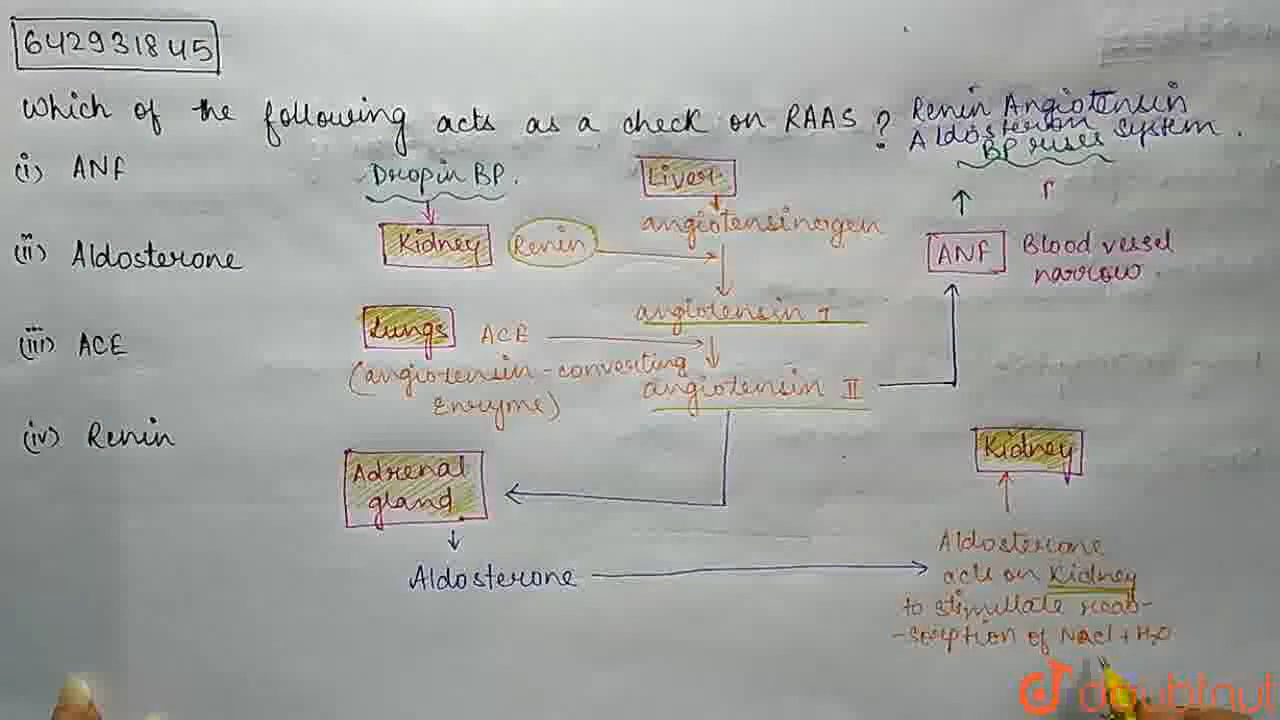 642931845
Which of the following acts as a check on RAAS ?
Renin Angiotensin
Aldosteron System.
BP rises
(i) ANF
(ii) Aldosterone
(iii) ACE
(iv) Renin
Drop in BP.
Kidney
Renin
Liver
angiotensinogen
angiotensin I
Lungs
ACE
(angiotensin-converting
Enzyme)
angiotensin II
ANF
Blood vessel
narrow
r
Adrenal
gland
Aldosterone
Kidney
Aldosterone
acts on Kidney
to stimulate reab-
-sorption of NaCl + H2O
doubtnut